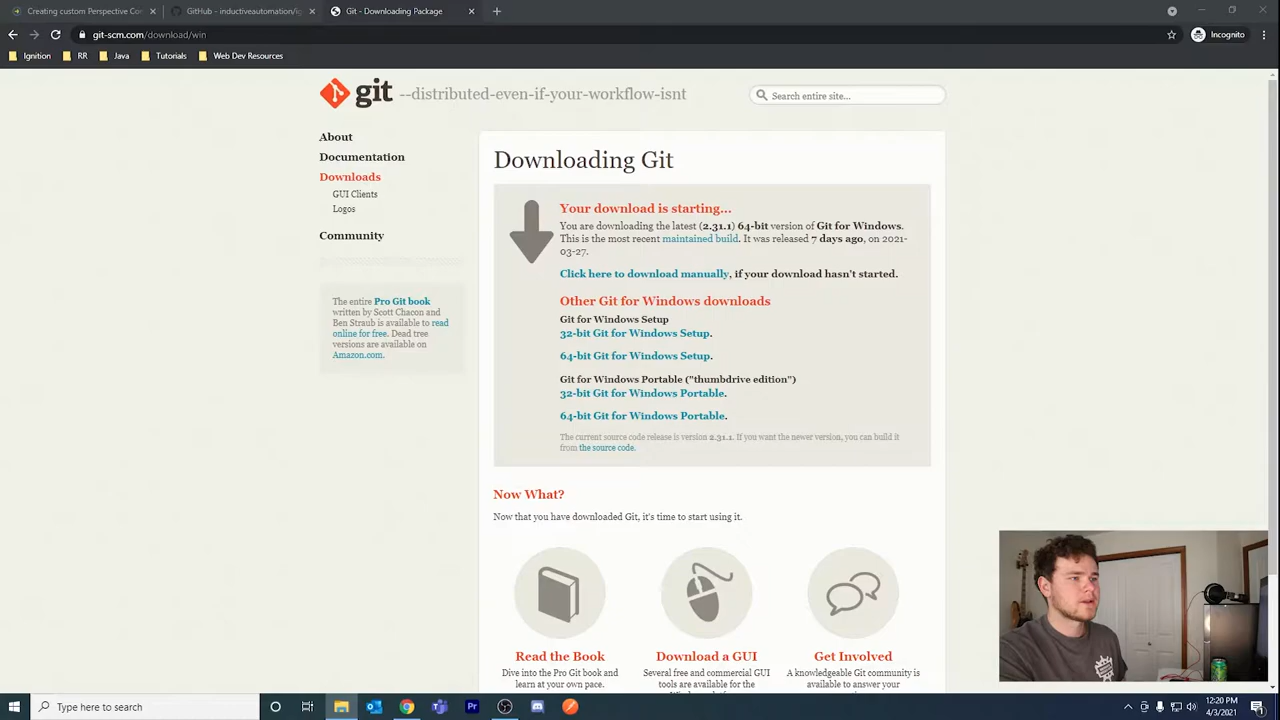 Creating custom Perspective Co
GitHub - inductiveautomation/ig
Git - Downloading Package
git-scm.com/download/win
Incognito
Ignition
RR
Java
Tutorials
Web Dev Resources
git --distributed-even-if-your-workflow-isnt
Search entire site...
About
Documentation
Downloads
GUI Clients
Logos
Community
The entire Pro Git book
written by Scott Chacon and
Ben Straub is available to read
online for free. Dead tree
versions are available on
Amazon.com.
Downloading Git
Your download is starting...
You are downloading the latest (2.31.1) 64-bit version of Git for Windows.
This is the most recent maintained build. It was released 7 days ago, on 2021-
03-27.
Click here to download manually, if your download hasn't started.
Other Git for Windows downloads
Git for Windows Setup
32-bit Git for Windows Setup.
64-bit Git for Windows Setup.
Git for Windows Portable ("thumbdrive edition")
32-bit Git for Windows Portable.
64-bit Git for Windows Portable.
The current source code release is version 2.31.1. If you want the newer version, you can build it
from the source code.
Now What?
Now that you have downloaded Git, it's time to start using it.
Read the Book
Dive into the Pro Git book and
learn at your own pace.
Download a GUI
Several free and commercial GUI
tools are available for the
Get Involved
A knowledgeable Git community is
available to answer your
Type here to search
12:20 PM
4/3/2021